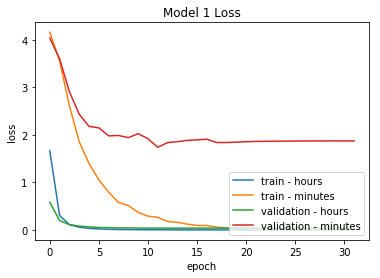 Model 1 Loss
loss
4
3
2
1
0
train - hours
train - minutes
validation - hours
validation - minutes
0 5 10 15 20 25 30
epoch